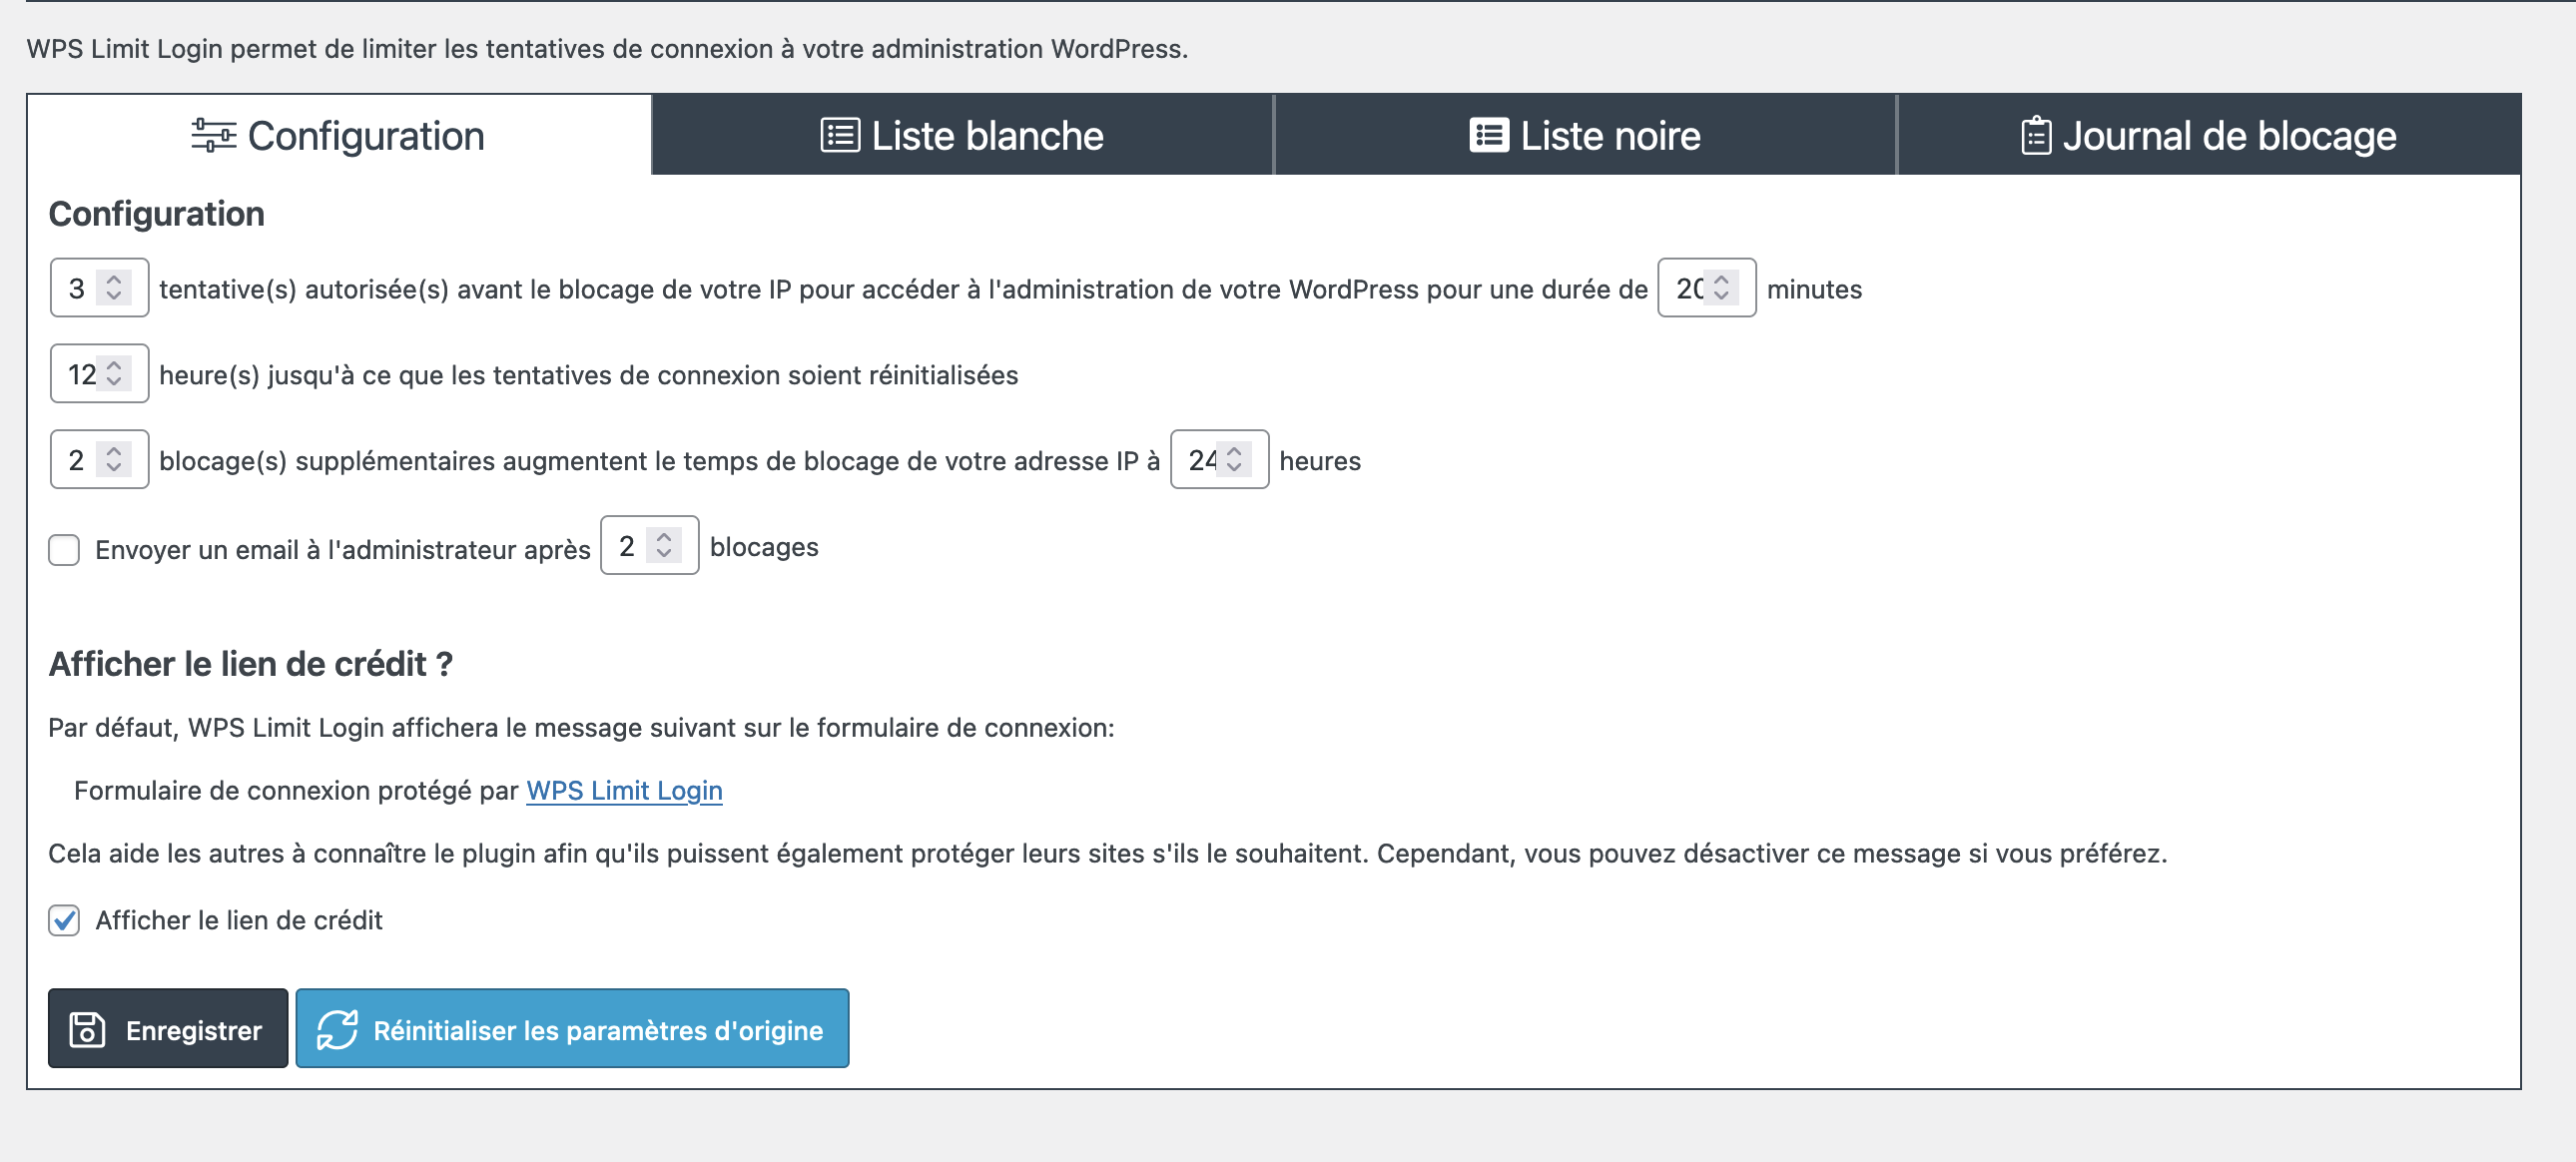 WPS Limit Login permet de limiter les tentatives de connexion à votre administration WordPress.
Configuration
Liste blanche
Liste noire
Journal de blocage
Configuration
3 tentative(s) autorisée(s) avant le blocage de votre IP pour accéder à l'administration de votre WordPress pour une durée de 20 minutes
12 heure(s) jusqu'à ce que les tentatives de connexion soient réinitialisées
2 blocage(s) supplémentaires augmentent le temps de blocage de votre adresse IP à 24 heures
Envoyer un email à l'administrateur après 2 blocages
Afficher le lien de crédit ?
Par défaut, WPS Limit Login affichera le message suivant sur le formulaire de connexion:
Formulaire de connexion protégé par WPS Limit Login
Cela aide les autres à connaître le plugin afin qu'ils puissent également protéger leurs sites s'ils le souhaitent. Cependant, vous pouvez désactiver ce message si vous préférez.
Afficher le lien de crédit
Enregistrer
Réinitialiser les paramètres d'origine